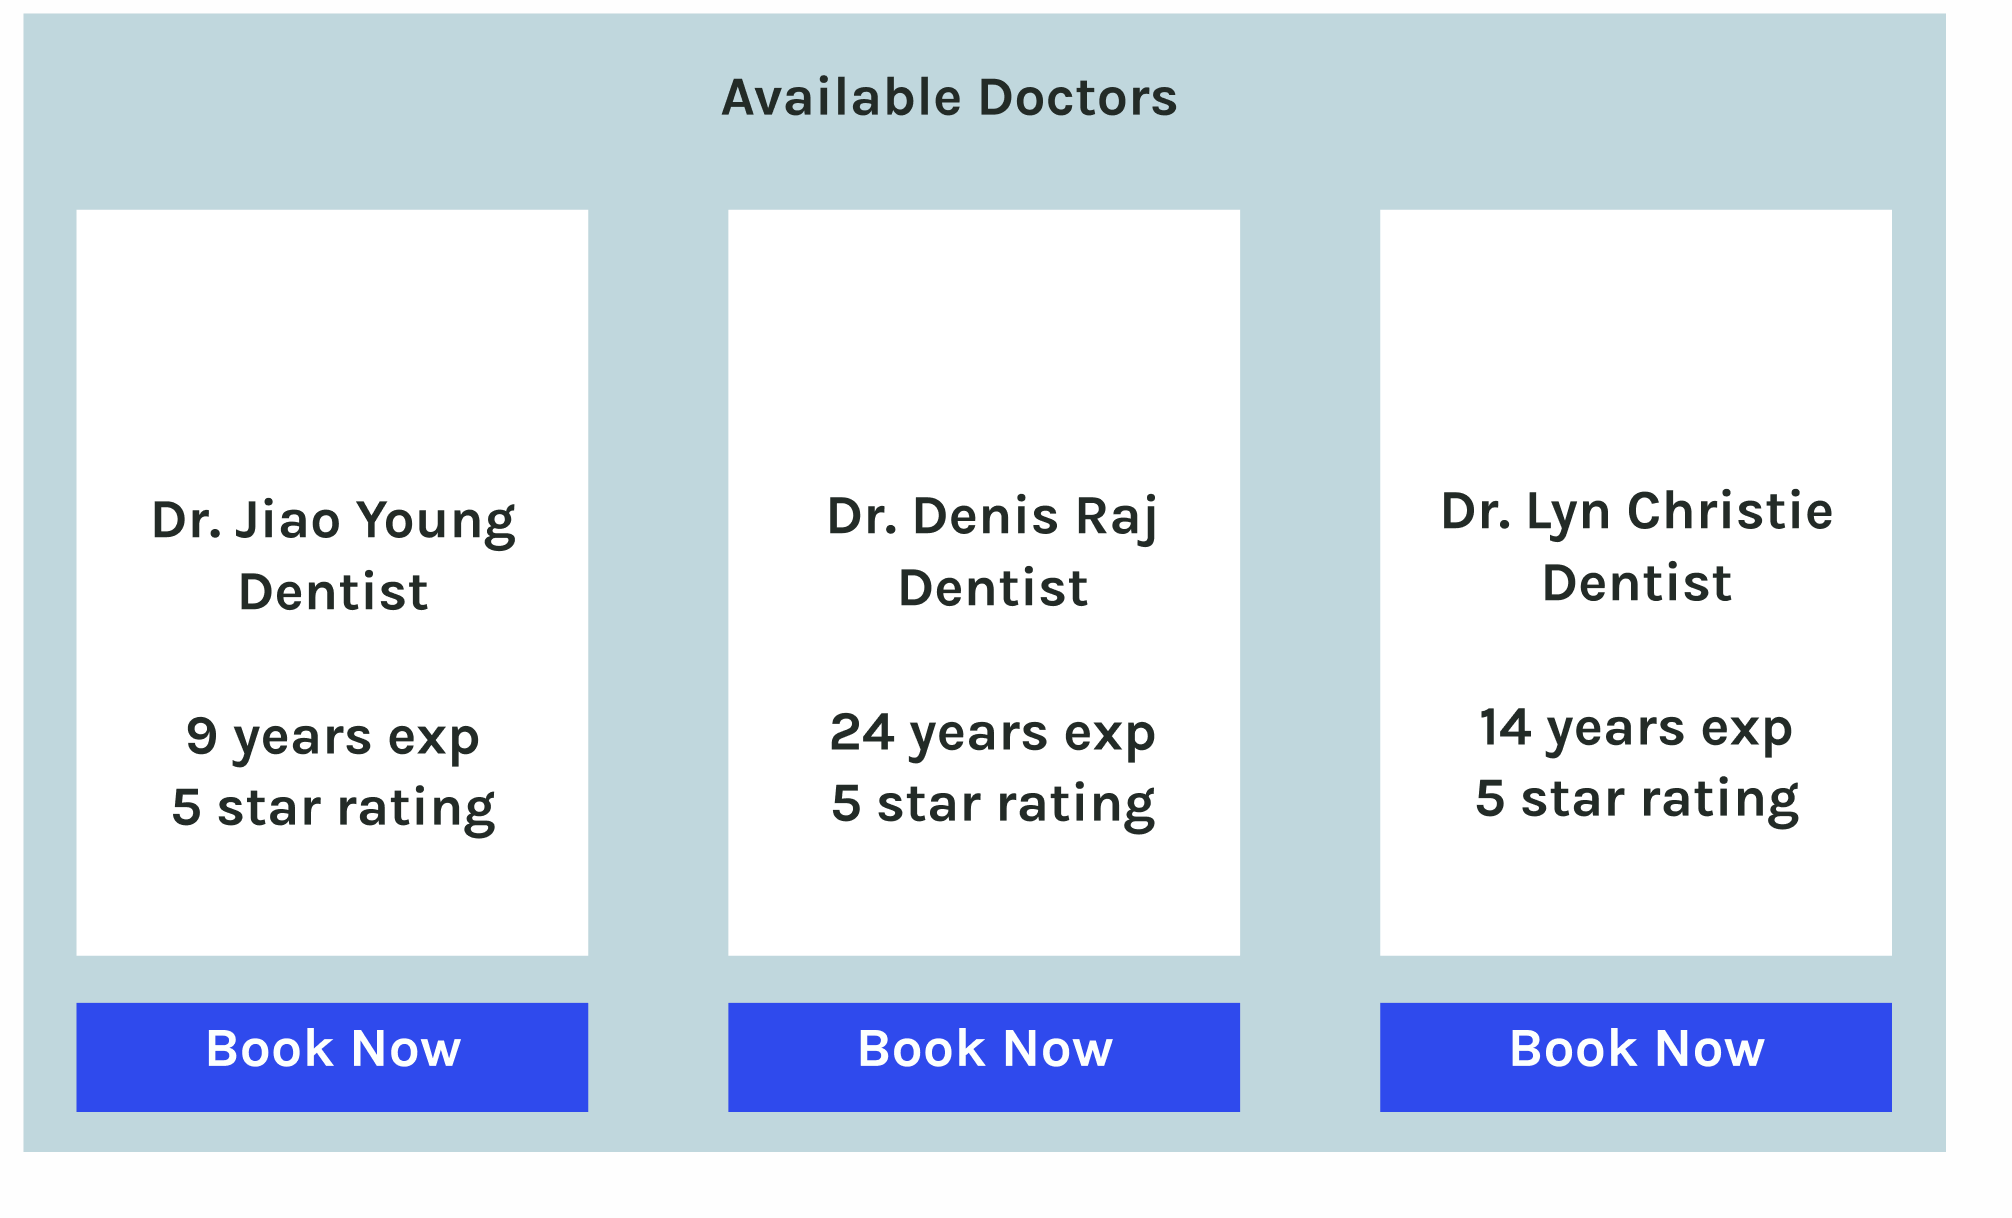 Available Doctors
Dr. Jiao Young
Dentist
9 years exp
5 star rating
Book Now
Dr. Denis Raj
Dentist
24 years exp
5 star rating
Book Now
Dr. Lyn Christie
Dentist
14 years exp
5 star rating
Book Now